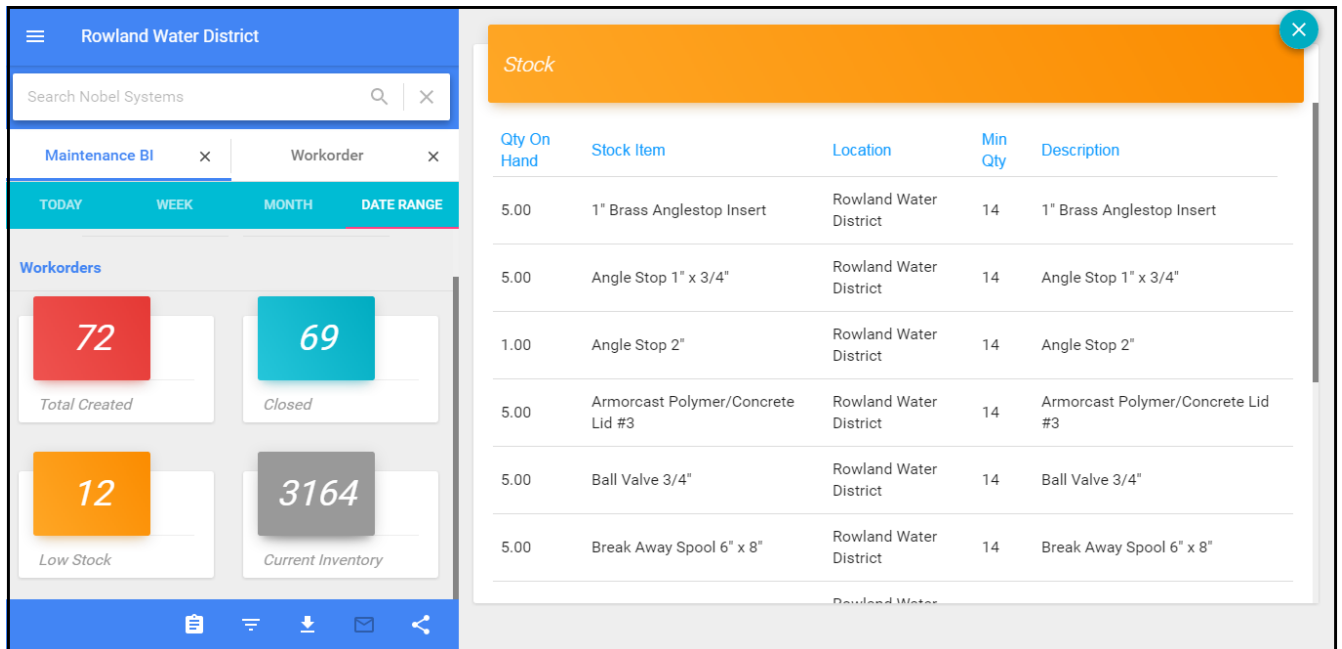 Rowland Water District
Search Nobel Systems
Maintenance BI
Workorder
TODAY WEEK MONTH DATE RANGE
Workorders
72
Total Created
69
Closed
12
Low Stock
3164
Current Inventory
Stock
Qty On
Hand
Stock Item
Location
Min
Qty
Description
5.00
1" Brass Anglestop Insert
Rowland Water
District
14
1" Brass Anglestop Insert
5.00
Angle Stop 1" x 3/4"
Rowland Water
District
14
Angle Stop 1" x 3/4"
1.00
Angle Stop 2"
Rowland Water
District
14
Angle Stop 2"
5.00
Armorcast Polymer/Concrete
Lid #3
Rowland Water
District
14
Armorcast Polymer/Concrete Lid
#3
5.00
Ball Valve 3/4"
Rowland Water
District
14
Ball Valve 3/4"
5.00
Break Away Spool 6" x 8"
Rowland Water
District
14
Break Away Spool 6" x 8"
Rowland Water